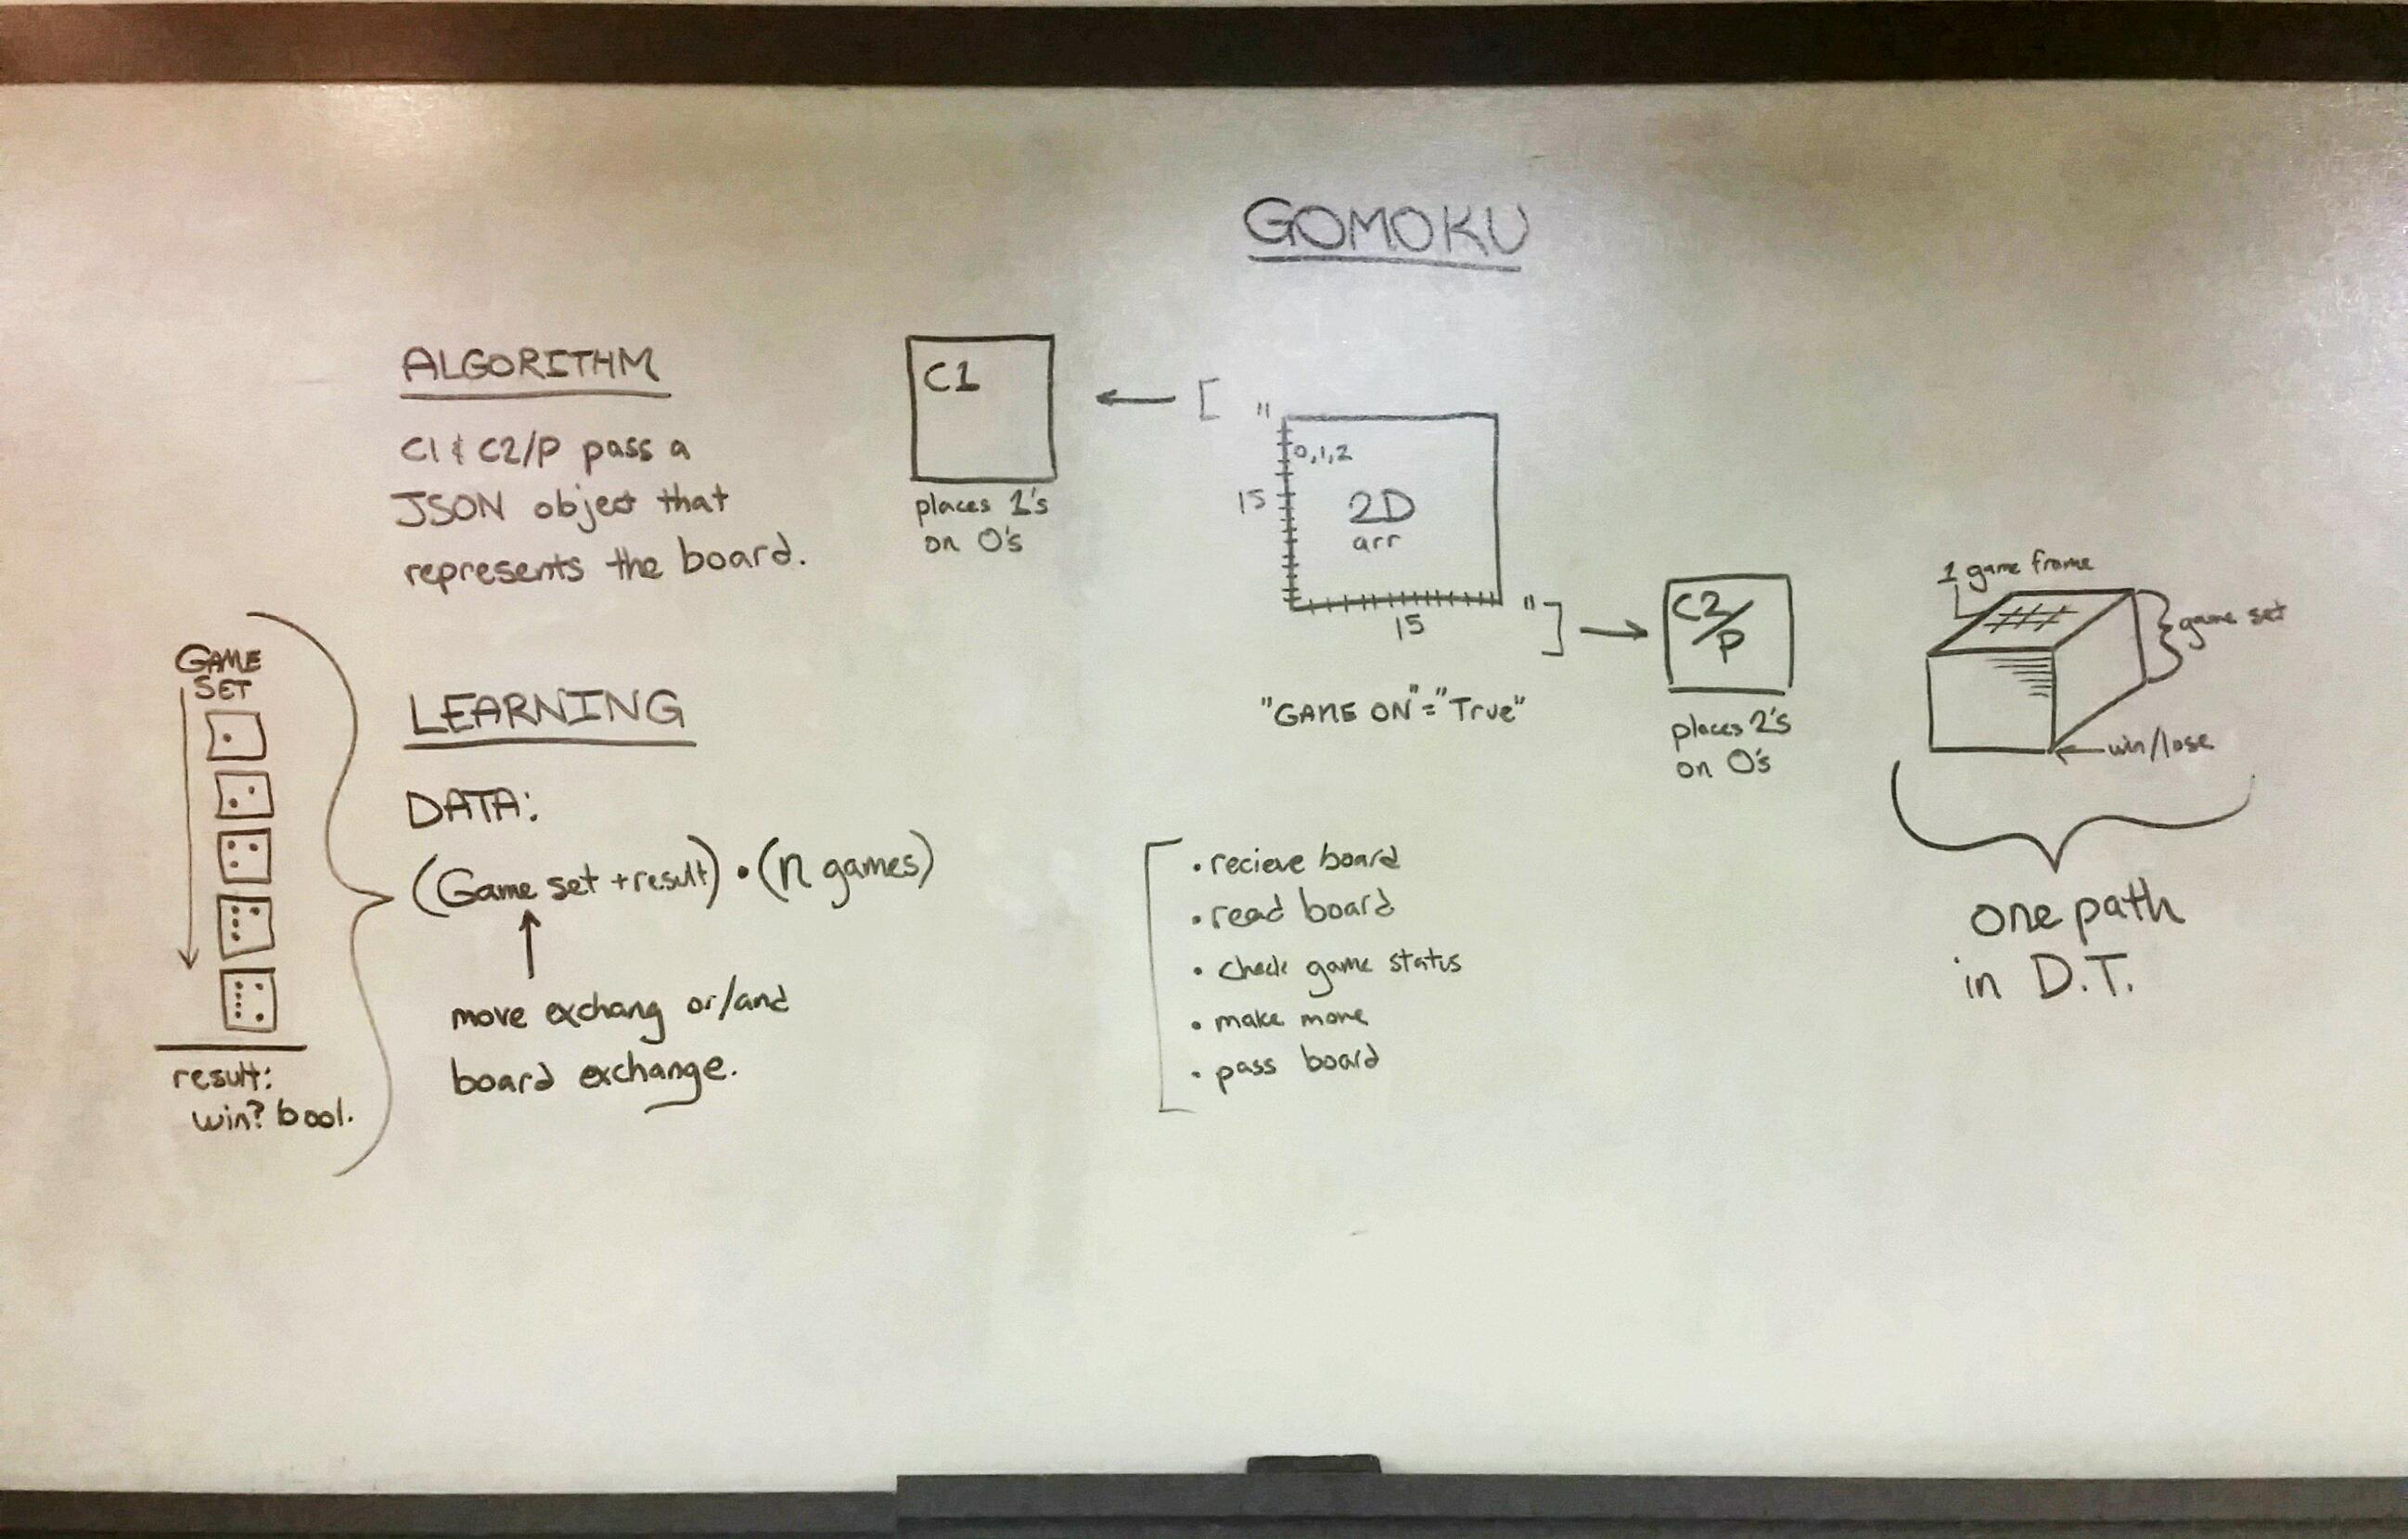 GOMOKU
ALGORITHM
C1 & C2/P pass a
JSON object that
represents the board.
C1
places 1's
on 0's
[ "
0,1,2
15
2D
arr
15
" ]
"GAME ON" = "True"
C2/P
places 2's
on 0's
1 game frame
game set
win/lose
one path
in D.T.
GAME
SET
result:
win? bool.
LEARNING
DATA:
(Game set + result) • (n games)
move exchang or/and
board exchange.
• recieve board
• read board
• check game status
• make move
• pass board